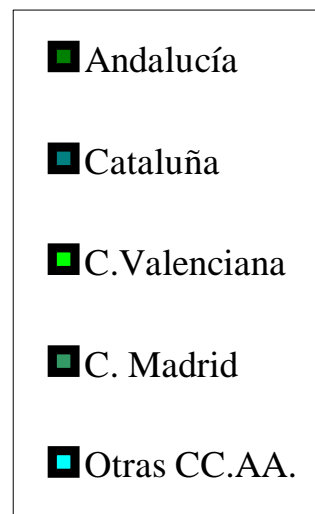 Andalucía
Cataluña
C.Valenciana
C. Madrid
Otras CC.AA.